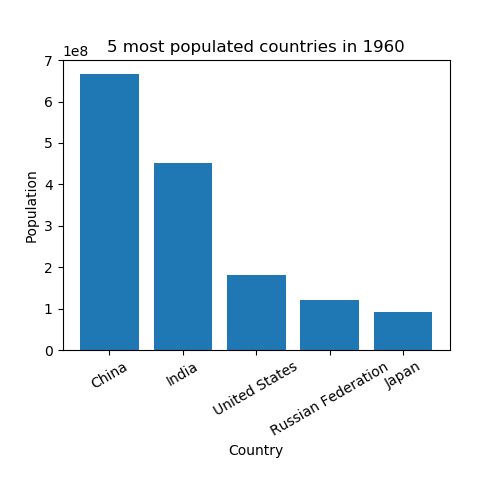 5 most populated countries in 1960
1e8
7
6
5
4
3
2
1
0
Population
China
India
United States
Russian Federation
Japan
Country